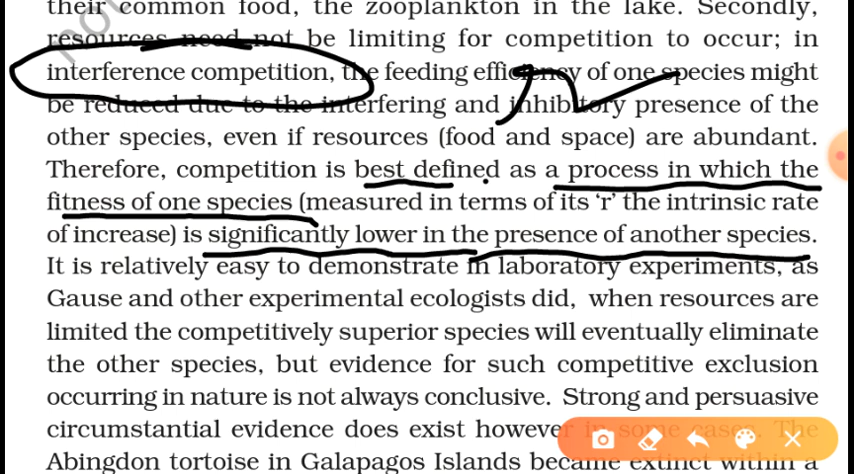 their common food, the zooplankton in the lake. Secondly,
resources need not be limiting for competition to occur; in
interference competition, the feeding efficiency of one species might
be reduced due to the interfering and inhibitory presence of the
other species, even if resources (food and space) are abundant.
Therefore, competition is best defined as a process in which the
fitness of one species (measured in terms of its ‘r’ the intrinsic rate
of increase) is significantly lower in the presence of another species.
It is relatively easy to demonstrate in laboratory experiments, as
Gause and other experimental ecologists did, when resources are
limited the competitively superior species will eventually eliminate
the other species, but evidence for such competitive exclusion
occurring in nature is not always conclusive. Strong and persuasive
circumstantial evidence does exist however in some cases. The
Abingdon tortoise in Galapagos Islands became extinct within a